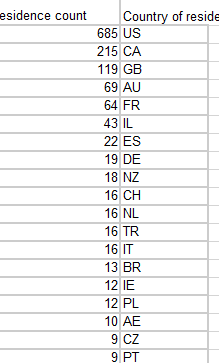 esidence count Country of reside
685 US
215 CA
119 GB
69 AU
64 FR
43 IL
22 ES
19 DE
18 NZ
16 CH
16 NL
16 TR
16 IT
13 BR
12 IE
12 PL
10 AE
9 CZ
9 PT